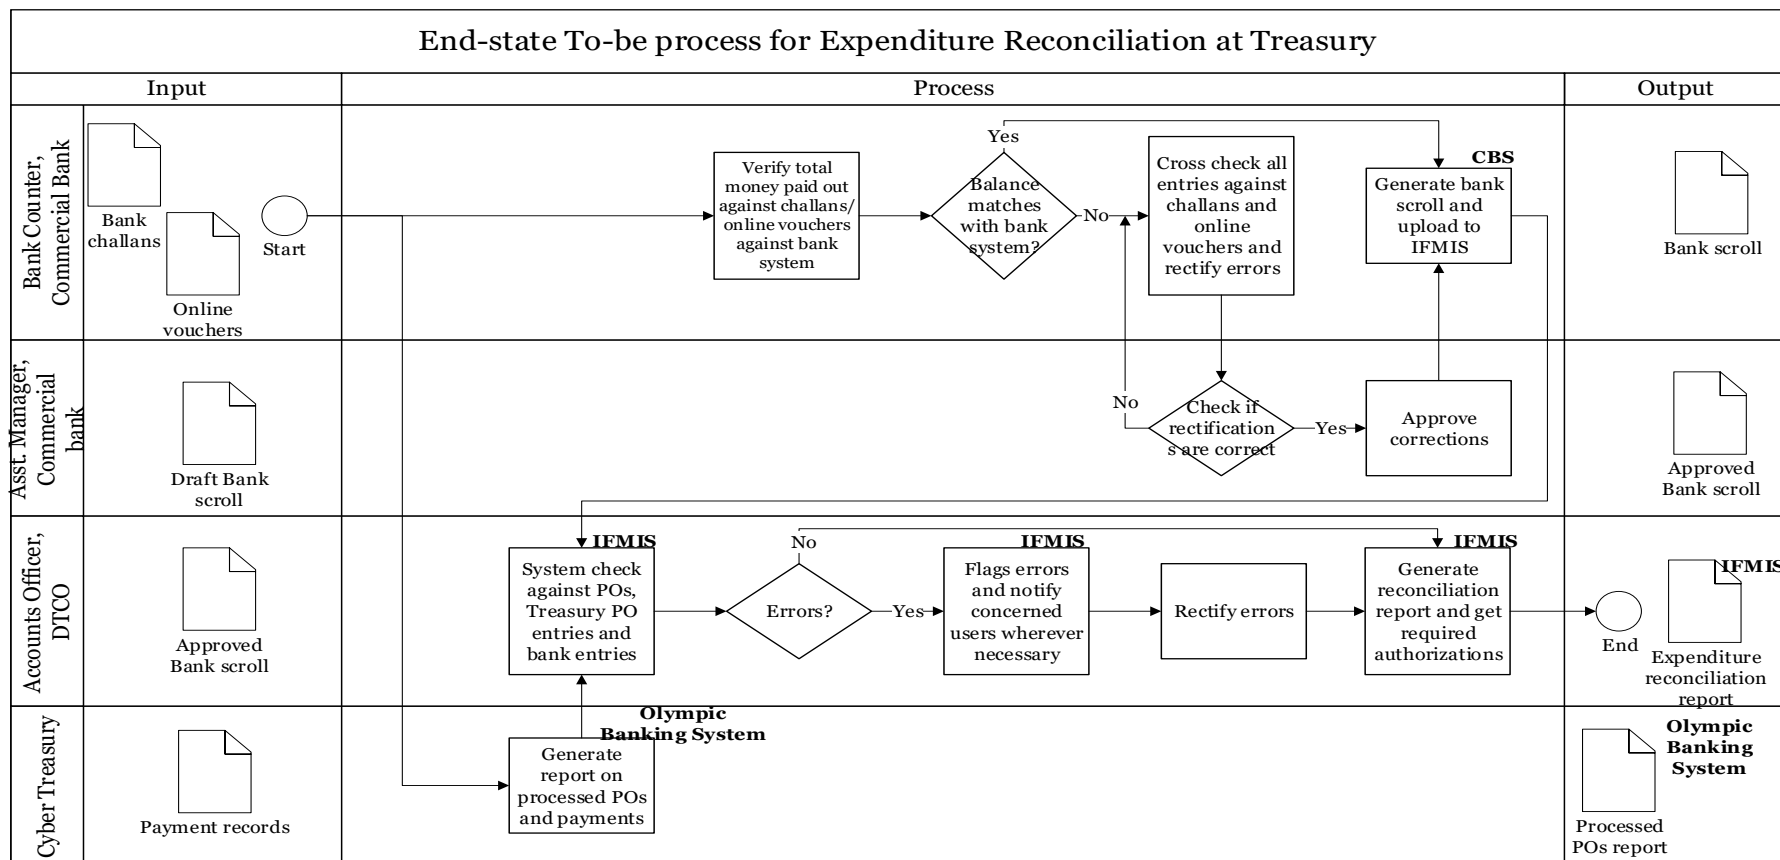 End-state To-be process for Expenditure Reconciliation at Treasury
Input
Process
Output
Bank Counter,
Commercial Bank
Bank
challans
Online
vouchers
Start
Verify total
money paid out
against challans/
online vouchers
against bank
system
Balance
matches
with bank
system?
Yes
No
Cross check all
entries against
challans and
online
vouchers and
rectify errors
CBS
Generate bank
scroll and
upload to
IFMIS
Bank scroll
Asst. Manager,
Commercial
bank
Draft Bank
scroll
No
Check if
rectification
s are correct
Yes
Approve
corrections
Approved
Bank scroll
Accounts Officer,
DTCO
Approved
Bank scroll
IFMIS
System check
against POs,
Treasury PO
entries and
bank entries
No
Errors?
Yes
IFMIS
Flags errors
and notify
concerned
users wherever
necessary
Rectify errors
IFMIS
Generate
reconciliation
report and get
required
authorizations
End
IFMIS
Expenditure
reconciliation
report
Cyber Treasury
Payment records
Olympic
Banking System
Generate
report on
processed POs
and payments
Olympic
Banking
System
Processed
POs report